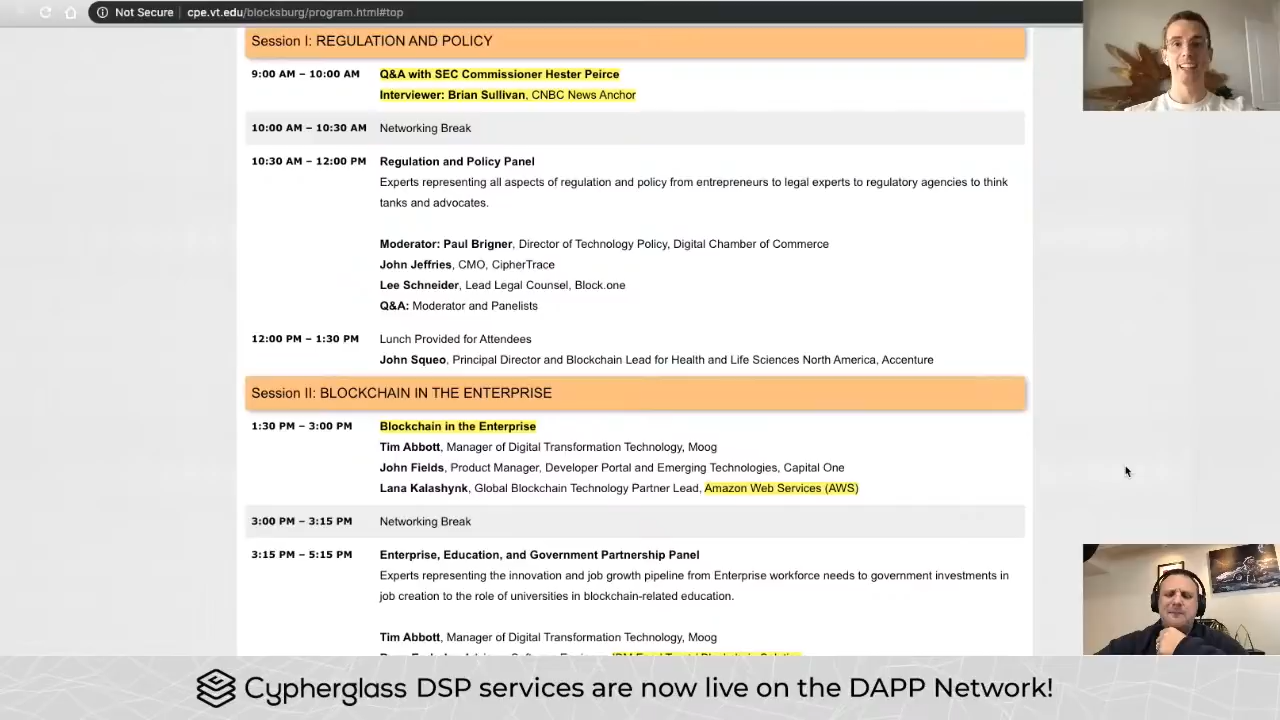 Not Secure | cpe.vt.edu/blocksburg/program.html#top
Session I: REGULATION AND POLICY
9:00 AM – 10:00 AM Q&A with SEC Commissioner Hester Peirce
Interviewer: Brian Sullivan, CNBC News Anchor
10:00 AM – 10:30 AM Networking Break
10:30 AM – 12:00 PM Regulation and Policy Panel
Experts representing all aspects of regulation and policy from entrepreneurs to legal experts to regulatory agencies to think
tanks and advocates.
Moderator: Paul Brigner, Director of Technology Policy, Digital Chamber of Commerce
John Jeffries, CMO, CipherTrace
Lee Schneider, Lead Legal Counsel, Block.one
Q&A: Moderator and Panelists
12:00 PM – 1:30 PM Lunch Provided for Attendees
John Squeo, Principal Director and Blockchain Lead for Health and Life Sciences North America, Accenture
Session II: BLOCKCHAIN IN THE ENTERPRISE
1:30 PM – 3:00 PM Blockchain in the Enterprise
Tim Abbott, Manager of Digital Transformation Technology, Moog
John Fields, Product Manager, Developer Portal and Emerging Technologies, Capital One
Lana Kalashynk, Global Blockchain Technology Partner Lead, Amazon Web Services (AWS)
3:00 PM – 3:15 PM Networking Break
3:15 PM – 5:15 PM Enterprise, Education, and Government Partnership Panel
Experts representing the innovation and job growth pipeline from Enterprise workforce needs to government investments in
job creation to the role of universities in blockchain-related education.
Tim Abbott, Manager of Digital Transformation Technology, Moog
Cypherglass DSP services are now live on the DAPP Network!